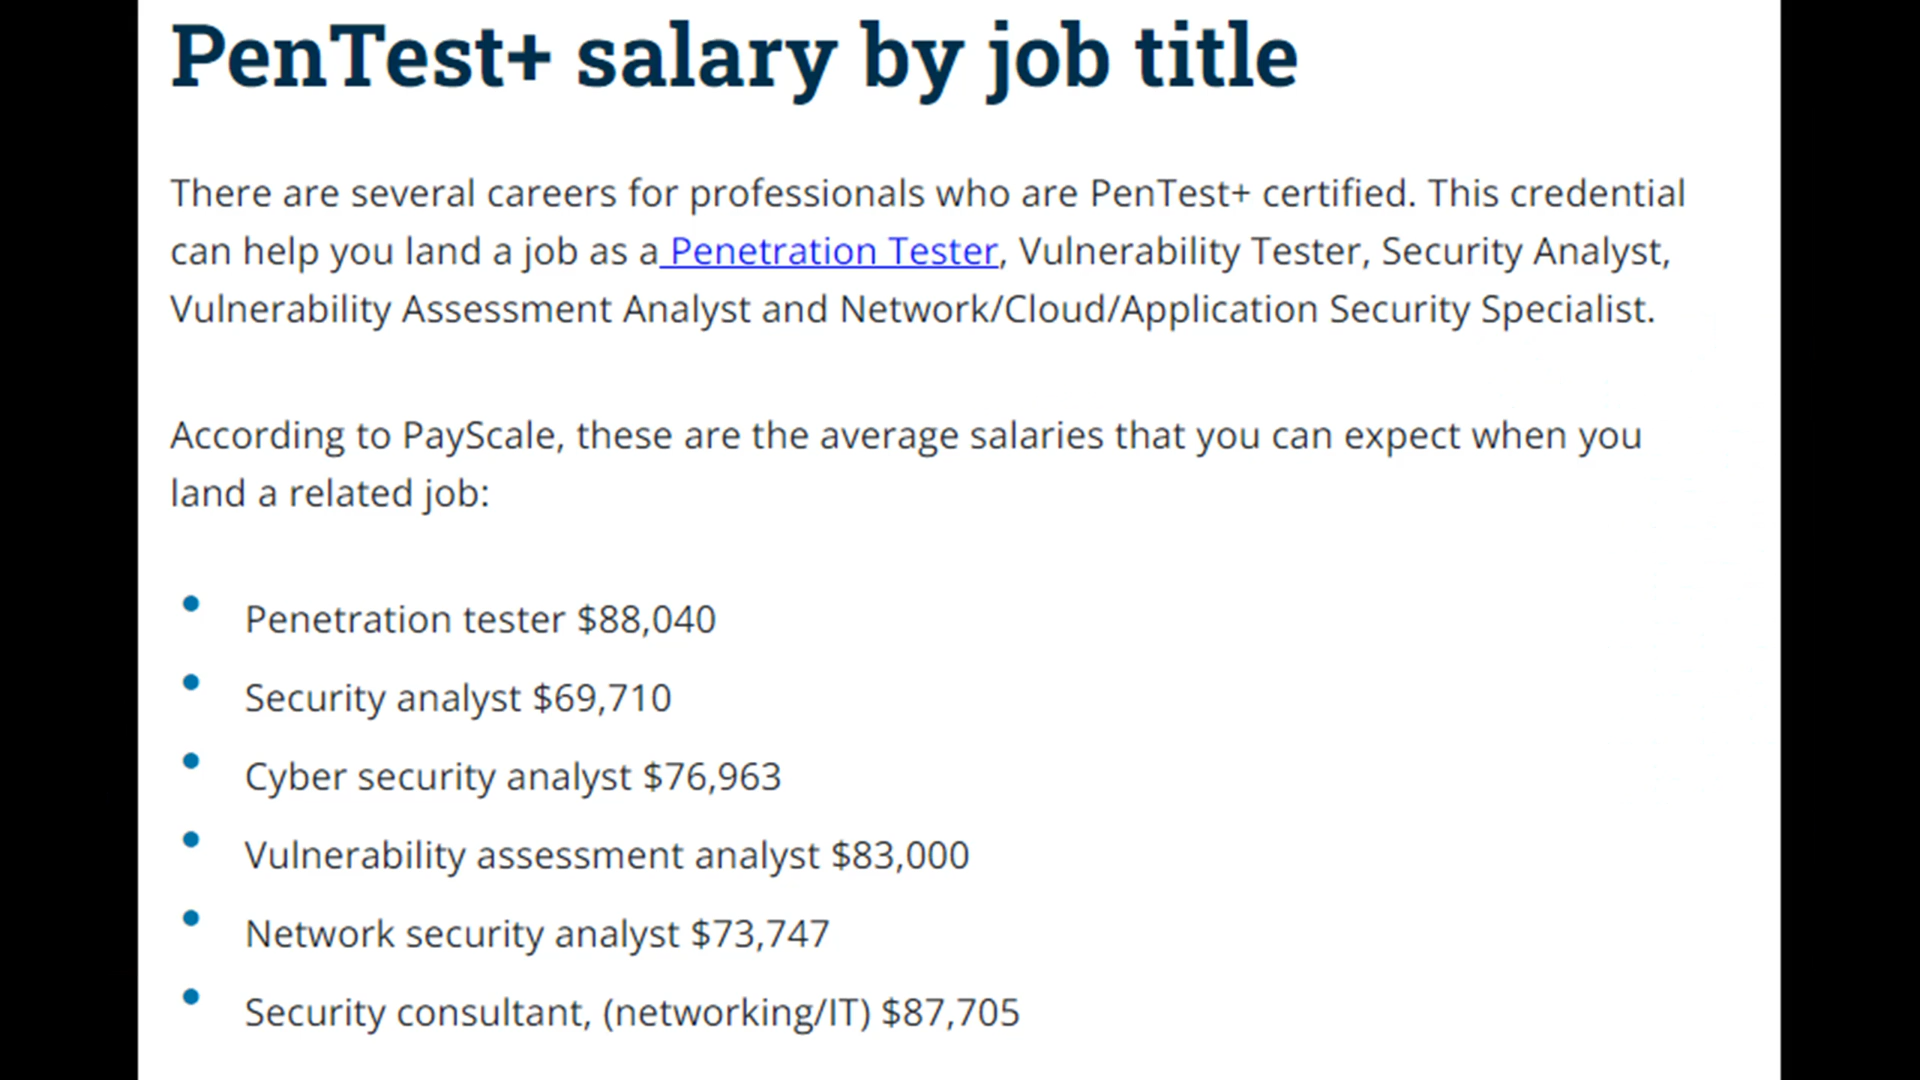 PenTest+ salary by job title
There are several careers for professionals who are PenTest+ certified. This credential
can help you land a job as a Penetration Tester, Vulnerability Tester, Security Analyst,
Vulnerability Assessment Analyst and Network/Cloud/Application Security Specialist.
According to PayScale, these are the average salaries that you can expect when you
land a related job:
• Penetration tester $88,040
• Security analyst $69,710
• Cyber security analyst $76,963
• Vulnerability assessment analyst $83,000
• Network security analyst $73,747
• Security consultant, (networking/IT) $87,705